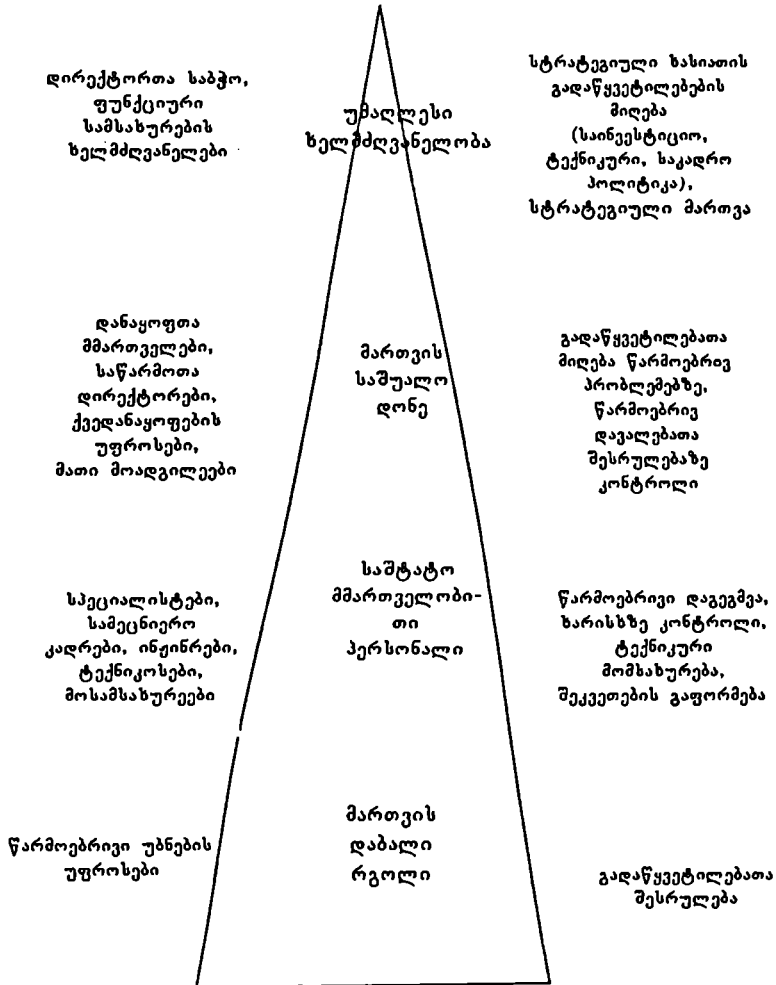 დირექტორთა საბჭო,
ფუნქციური
სამსახურების
ხელმძღვანელები
უმაღლესი
ხელმძღვანელობა
სტრატეგიული ხასიათის
გადაწყვეტილებების
მიღება
(საინვესტიციო,
ტექნიკური, საკადრო
პოლიტიკა),
სტრატეგიული მართვა
დანაყოფთა
მმართველები,
საწარმოთა
დირექტორები,
ქვედანაყოფების
უფროსები,
მათი მოადგილეები
მართვის
საშუალო
დონე
გადაწყვეტილებათა
მიღება წარმოებრივ
პრობლემებზე,
წარმოებრივ
დავალებათა
შესრულებაზე
კონტროლი
სპეციალისტები,
სამეცნიერო
კადრები, ინჟინრები,
ტექნიკოსები,
მოსამსახურეები
საშტატო
მმართველობი-
თი
პერსონალი
წარმოებრივი დაგეგმვა,
ხარისხზე კონტროლი,
ტექნიკური
მომსახურება,
შეკვეთების გაფორმება
წარმოებრივი უბნების
უფროსები
მართვის
დაბალი
რგოლი
გადაწყვეტილებათა
შესრულება